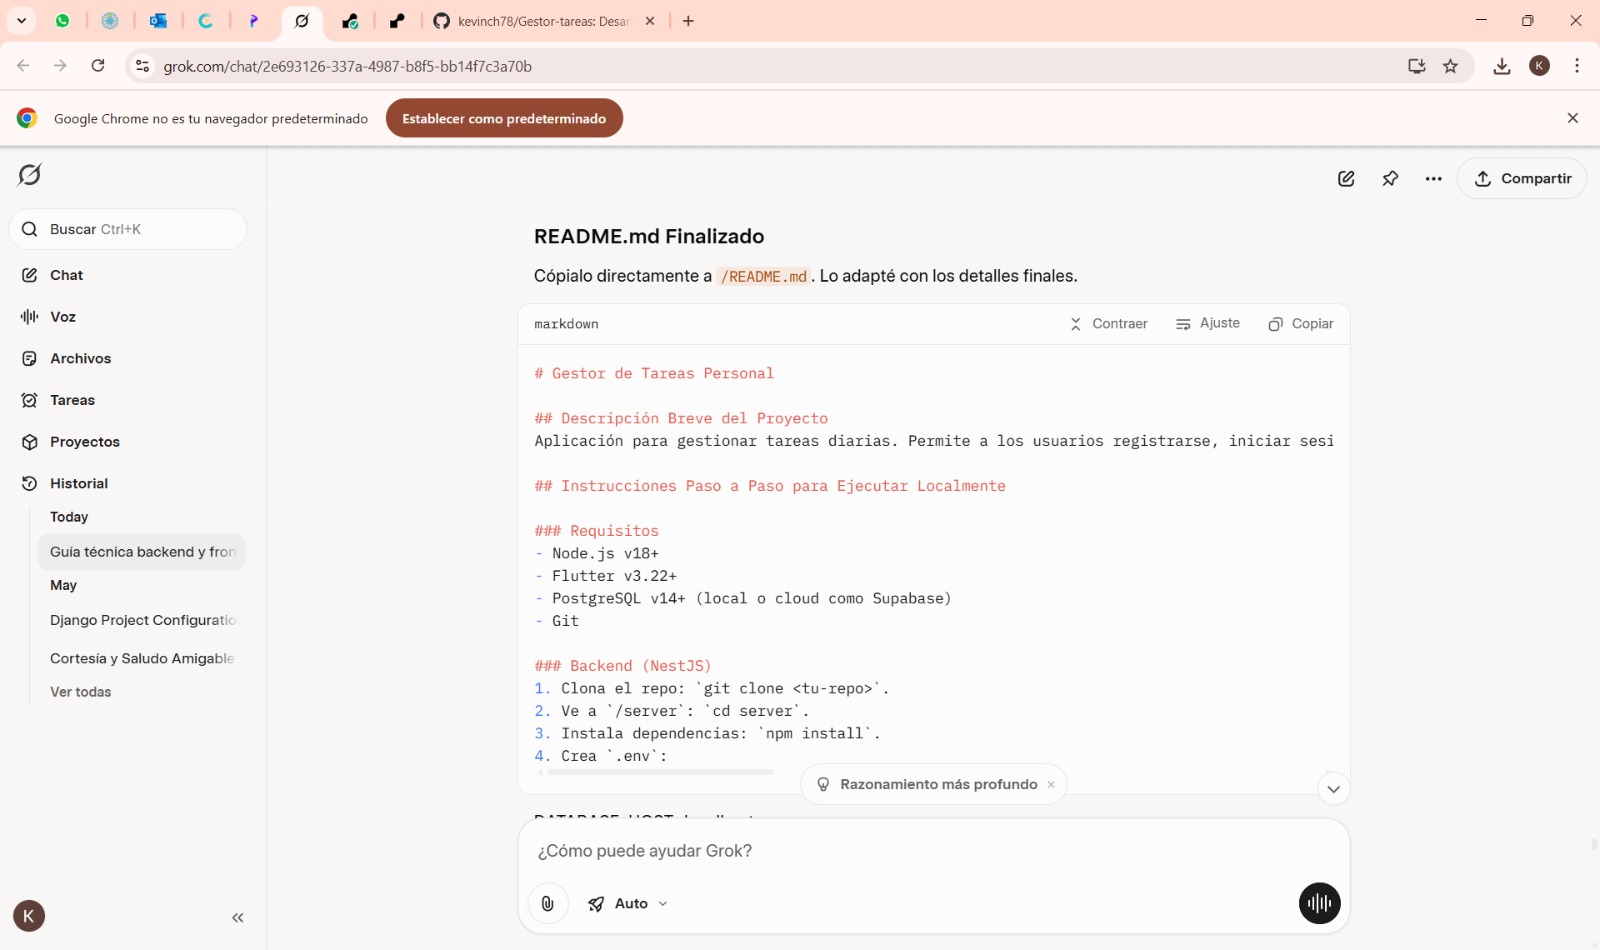 kevinch78/Gestor-tareas: Desar
grok.com/chat/2e693126-337a-4987-b8f5-bb14f7c3a70b
K
Google Chrome no es tu navegador predeterminado
Establecer como predeterminado
Compartir
Buscar Ctrl+K
Chat
Voz
Archivos
Tareas
Proyectos
Historial
Today
Guía técnica backend y fron
May
Django Project Configuratio
Cortesía y Saludo Amigable
Ver todas
K
README.md Finalizado
Cópialo directamente a /README.md. Lo adapté con los detalles finales.
markdown
Contraer
Ajuste
Copiar
# Gestor de Tareas Personal
## Descripción Breve del Proyecto
Aplicación para gestionar tareas diarias. Permite a los usuarios registrarse, iniciar sesi
## Instrucciones Paso a Paso para Ejecutar Localmente
### Requisitos
- Node.js v18+
- Flutter v3.22+
- PostgreSQL v14+ (local o cloud como Supabase)
- Git
### Backend (NestJS)
1. Clona el repo: `git clone <tu-repo>`.
2. Ve a `/server`: `cd server`.
3. Instala dependencias: `npm install`.
4. Crea `.env`:
Razonamiento más profundo
¿Cómo puede ayudar Grok?
Auto